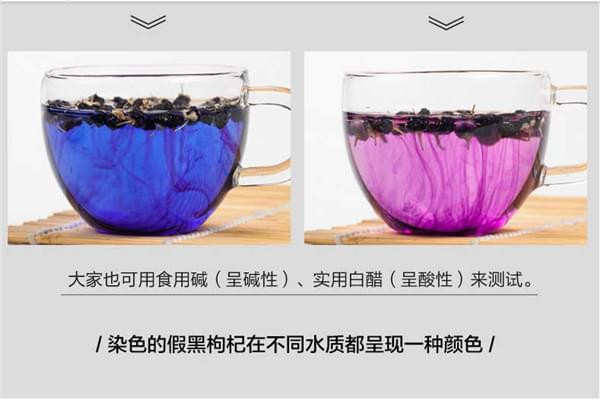 大家也可用食用碱（呈碱性）、实用白醋（呈酸性）来测试。
/ 染色的假黑枸杞在不同水质都呈现一种颜色 /